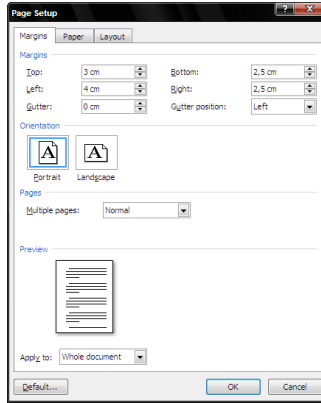 Page Setup
Margins Paper Layout
Margins
Top: 3 cm Bottom: 2,5 cm
Left: 4 cm Right: 2,5 cm
Gutter: 0 cm Gutter position: Left
Orientation
A A
Portrait Landscape
Pages
Multiple pages: Normal
Preview
Apply to: Whole document
Default... OK Cancel